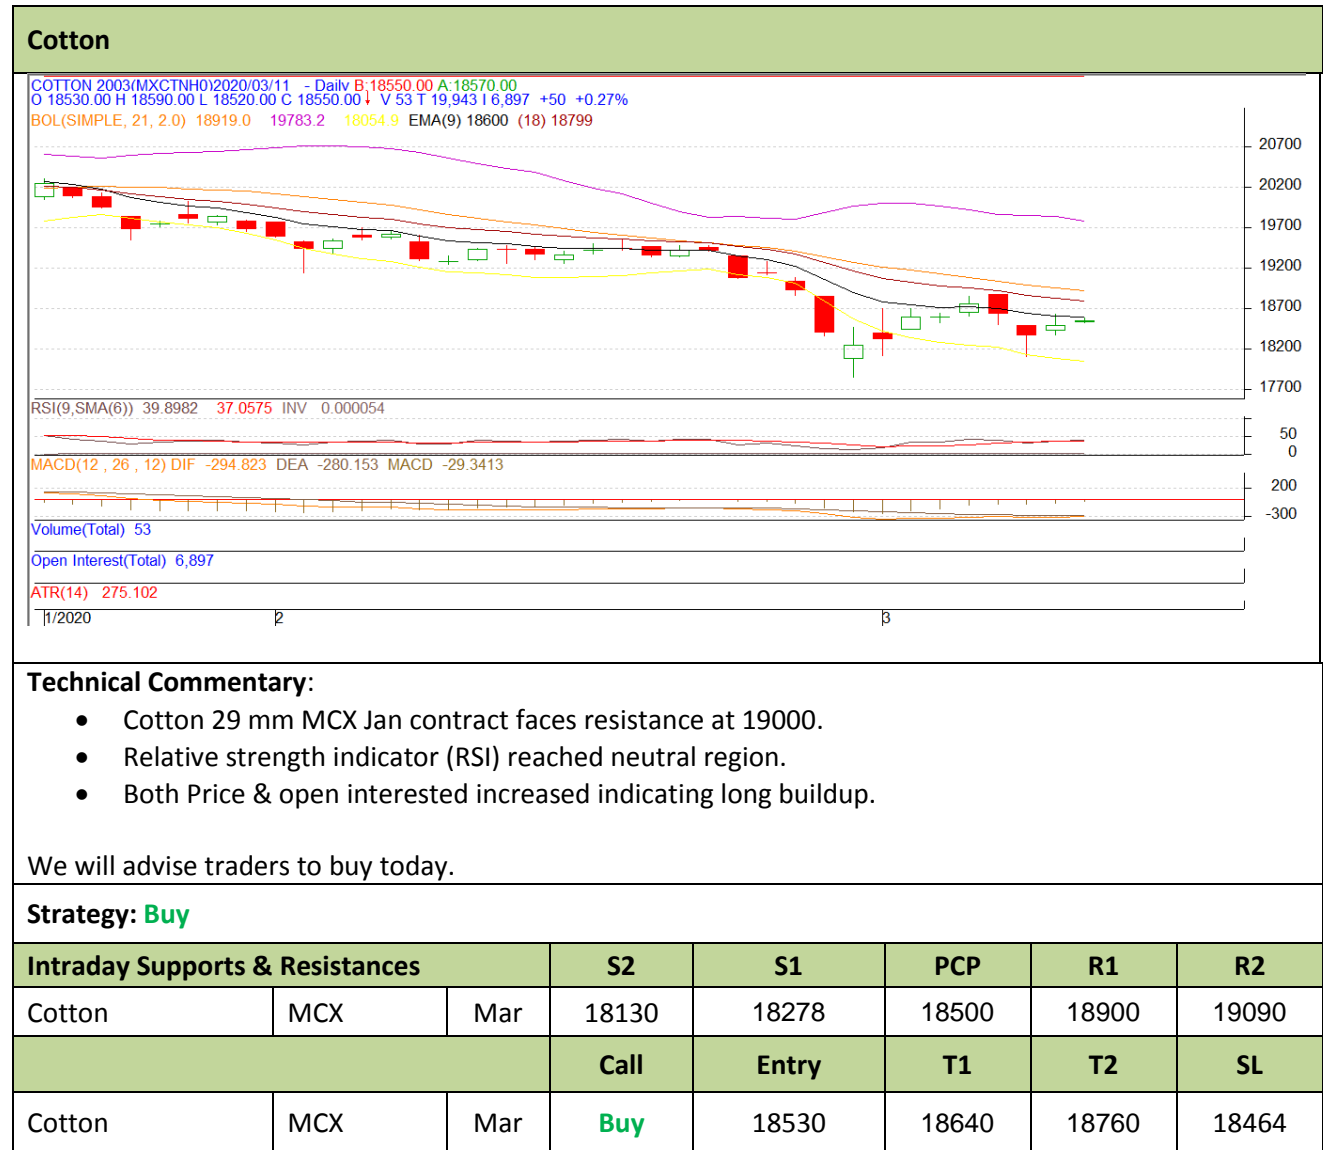 Cotton
COTTON 2003(MXCTNH0)2020/03/11 - Daily B:18550.00 A:18570.00
O 18530.00 H 18590.00 L 18520.00 C 18550.00 V 53 T 19,943 I 6,897 +50 +0.27%
BOL(SIMPLE, 21, 2.0) 18919.0 19783.2 18054.9 EMA(9) 18600 (18) 18799
20700
20200
19700
19200
18700
18200
17700
RSI(9,SMA(6)) 39.8982 37.0575 INV 0.000054
50
0
MACD(12 , 26 , 12) DIF -294.823 DEA -280.153 MACD -29.3413
200
-300
Volume(Total) 53
Open Interest(Total) 6,897
ATR(14) 275.102
1/2020 2 3
Technical Commentary:
• Cotton 29 mm MCX Jan contract faces resistance at 19000.
• Relative strength indicator (RSI) reached neutral region.
• Both Price & open interested increased indicating long buildup.
We will advise traders to buy today.
Strategy: Buy
Intraday Supports & Resistances S2 S1 PCP R1 R2
Cotton MCX Mar 18130 18278 18500 18900 19090
Call Entry T1 T2 SL
Cotton MCX Mar Buy 18530 18640 18760 18464